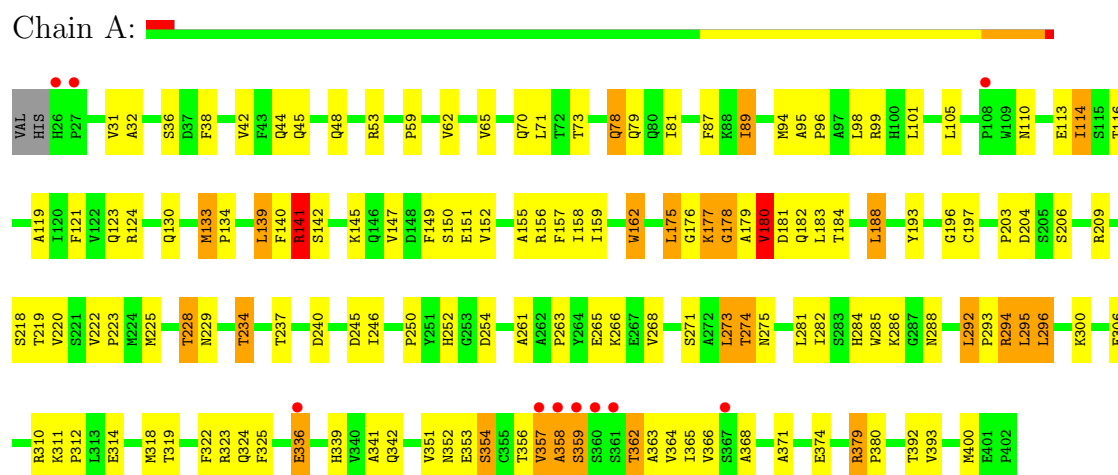 Chain A:
VAL HIS H26 P27 V31 A32 S36 D37 F38 V42 F43 Q44 Q45 Q48 R53 P59 V62 V65 Q70 L71 T72 T73 Q78 Q79 Q80 I81 F87 K88 I89 M94 A95 P96 A97 L98 R99 H100 L101 L105 P108 W109 N110 E113 I114 S115 T116
A119 I120 F121 V122 Q123 R124 Q130 M133 P134 L139 F140 R141 S142 K145 Q146 V147 D148 F149 S150 E151 V152 A155 R156 F157 I158 I159 W162 L175 G176 K177 G178 A179 V180 D181 Q182 L183 T184 L188 Y193 G196 C197 P203 D204 S205 S206 R209
S218 T219 V220 S221 V222 P223 M224 M225 T228 N229 T234 T237 D240 D245 I246 P250 Y251 H252 G253 D254 A261 A262 P263 Y264 E265 K266 E267 V268 S271 A272 L273 T274 N275 L281 I282 S283 H284 W285 K286 G287 N288 L292 P293 R294 L295 L296 K300
R310 K311 P312 L313 E314 M318 T319 F322 R323 Q324 F325 E336 H339 V340 A341 Q342 V351 N352 E353 S354 C355 T356 V357 A358 S359 S360 S361 T362 A363 V364 I365 V366 S367 A368 A371 E374 R379 P380 T392 V393 M400 E401 P402